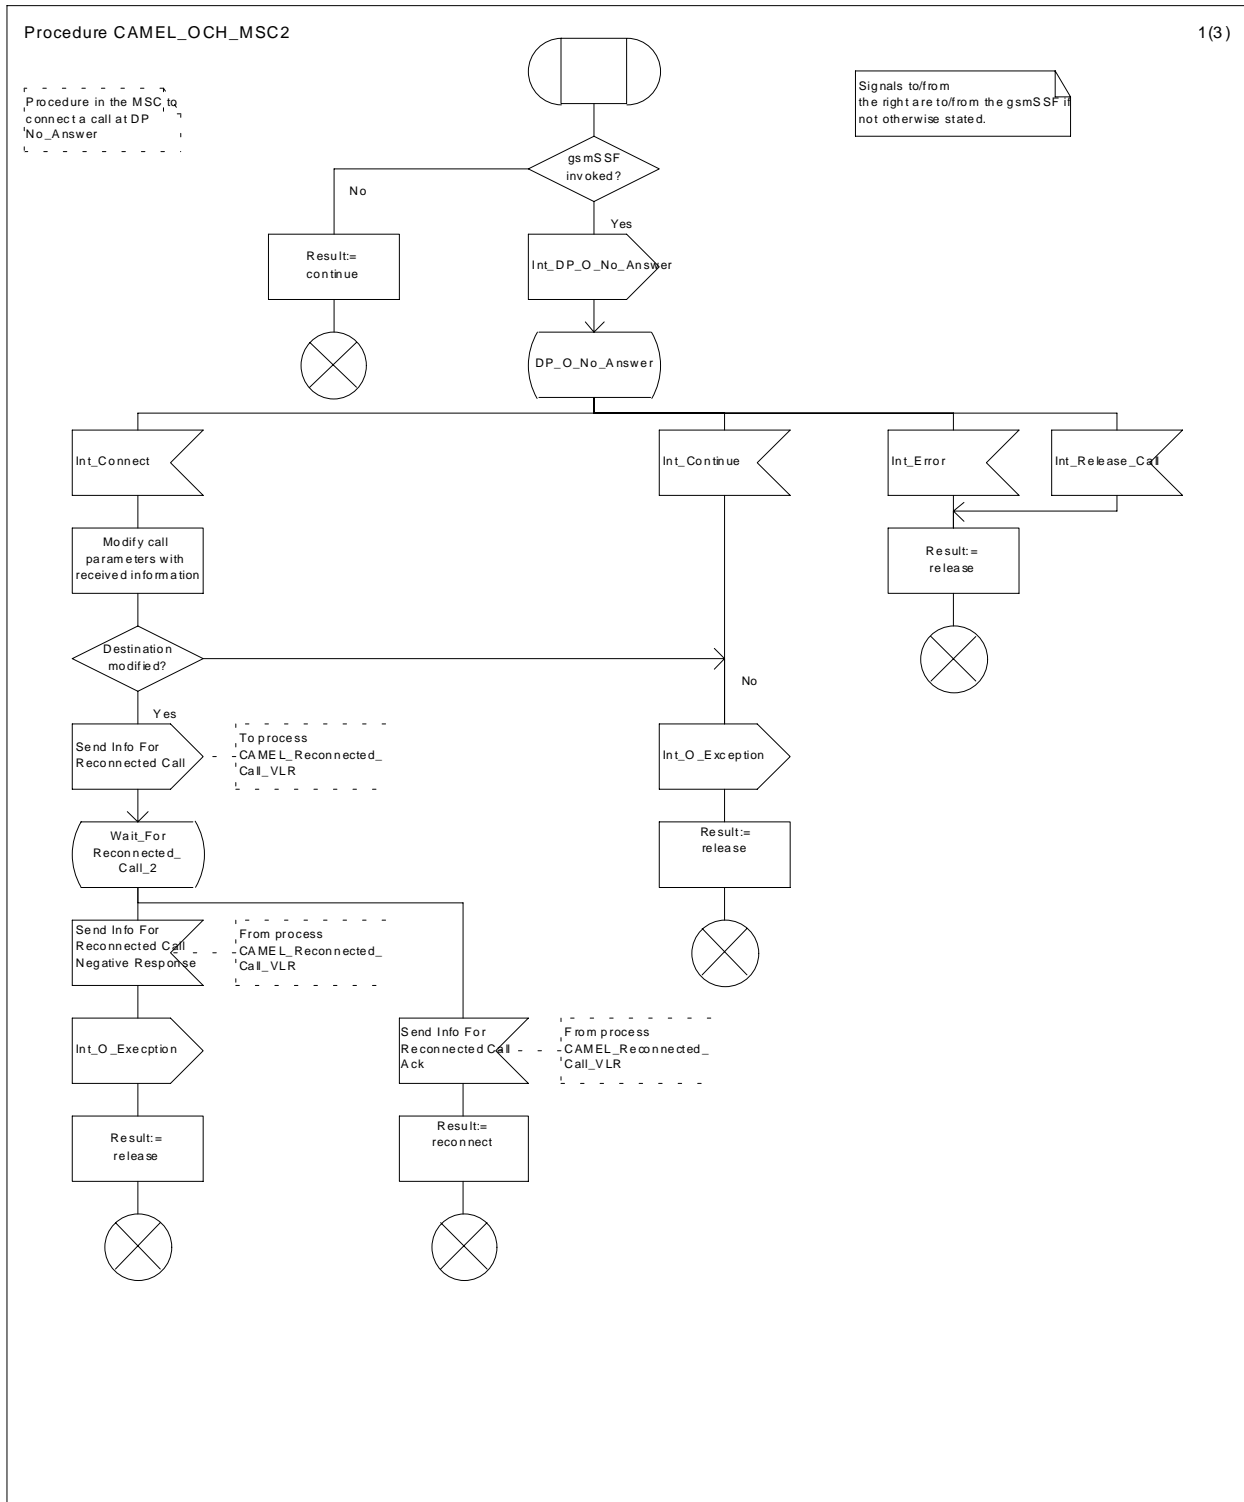 Procedure CAMEL_OCH_MSC2
1(3)
Procedure in the MSC to
connect a call at DP
No_Answer
Signals to/from
the right are to/from the gsmSSF if
not otherwise stated.
gsmSSF
invoked?
No
Yes
Result:=
continue
Int_DP_O_No_Answer
DP_O_No_Answer
Int_Connect
Int_Continue
Int_Error
Int_Release_Call
Modify call
parameters with
received information
Result:=
release
Destination
modified?
No
Yes
Send Info For
Reconnected Call
To process
CAMEL_Reconnected_
Call_VLR
Int_O_Exception
Wait_For
Reconnected_
Call_2
Result:=
release
Send Info For
Reconnected Call
Negative Response
From process
CAMEL_Reconnected_
Call_VLR
Int_O_Execption
Send Info For
Reconnected Call
Ack
From process
CAMEL_Reconnected_
Call_VLR
Result:=
release
Result:=
reconnect